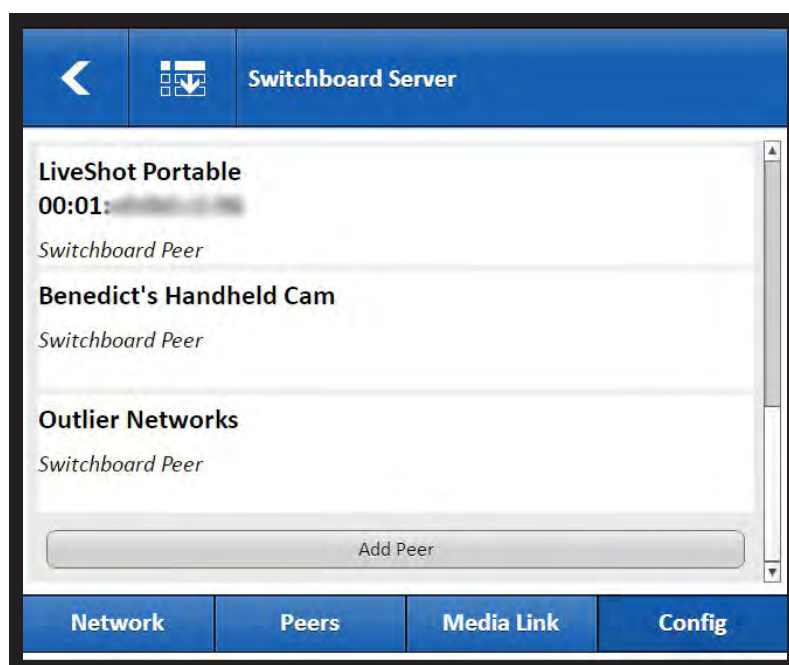 Switchboard Server
LiveShot Portable
00:01:
Switchboard Peer
Benedict's Handheld Cam
Switchboard Peer
Outlier Networks
Switchboard Peer
Add Peer
Network Peers Media Link Config